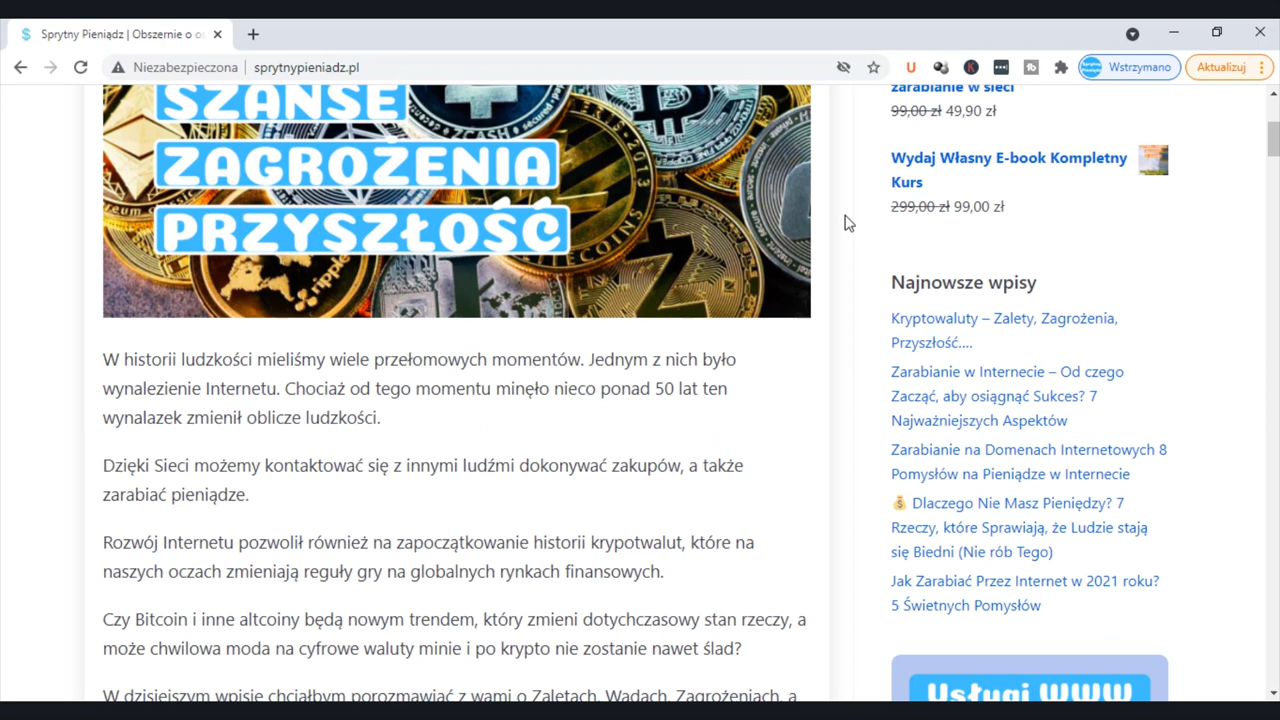 Sprytny Pieniądz | Obszernie o os
Niezabezpieczona
sprytnypieniadz.pl
Wstrzymano
Aktualizuj
SZANSE
ZAGROŻENIA
PRZYSZŁOŚĆ
ZCASH
ripple
W historii ludzkości mieliśmy wiele przełomowych momentów. Jednym z nich było
wynalezienie Internetu. Chociaż od tego momentu minęło nieco ponad 50 lat ten
wynalazek zmienił oblicze ludzkości.
Dzięki Sieci możemy kontaktować się z innymi ludźmi dokonywać zakupów, a także
zarabiać pieniądze.
Rozwój Internetu pozwolił również na zapoczątkowanie historii krypotwalut, które na
naszych oczach zmieniają reguły gry na globalnych rynkach finansowych.
Czy Bitcoin i inne altcoiny będą nowym trendem, który zmieni dotychczasowy stan rzeczy, a
może chwilowa moda na cyfrowe waluty minie i po krypto nie zostanie nawet ślad?
W dzisiejszym wpisie chciałbym porozmawiać z wami o Zaletach, Wadach, Zagrożeniach, a
zarabianie w sieci
99,00 zł 49,90 zł
Wydaj Własny E-book Kompletny
Kurs
299,00 zł 99,00 zł
Najnowsze wpisy
Kryptowaluty – Zalety, Zagrożenia,
Przyszłość....
Zarabianie w Internecie – Od czego
Zacząć, aby osiągnąć Sukces? 7
Najważniejszych Aspektów
Zarabianie na Domenach Internetowych 8
Pomysłów na Pieniądze w Internecie
💰 Dlaczego Nie Masz Pieniędzy? 7
Rzeczy, które Sprawiają, że Ludzie stają
się Biedni (Nie rób Tego)
Jak Zarabiać Przez Internet w 2021 roku?
5 Świetnych Pomysłów
Usługi WWW